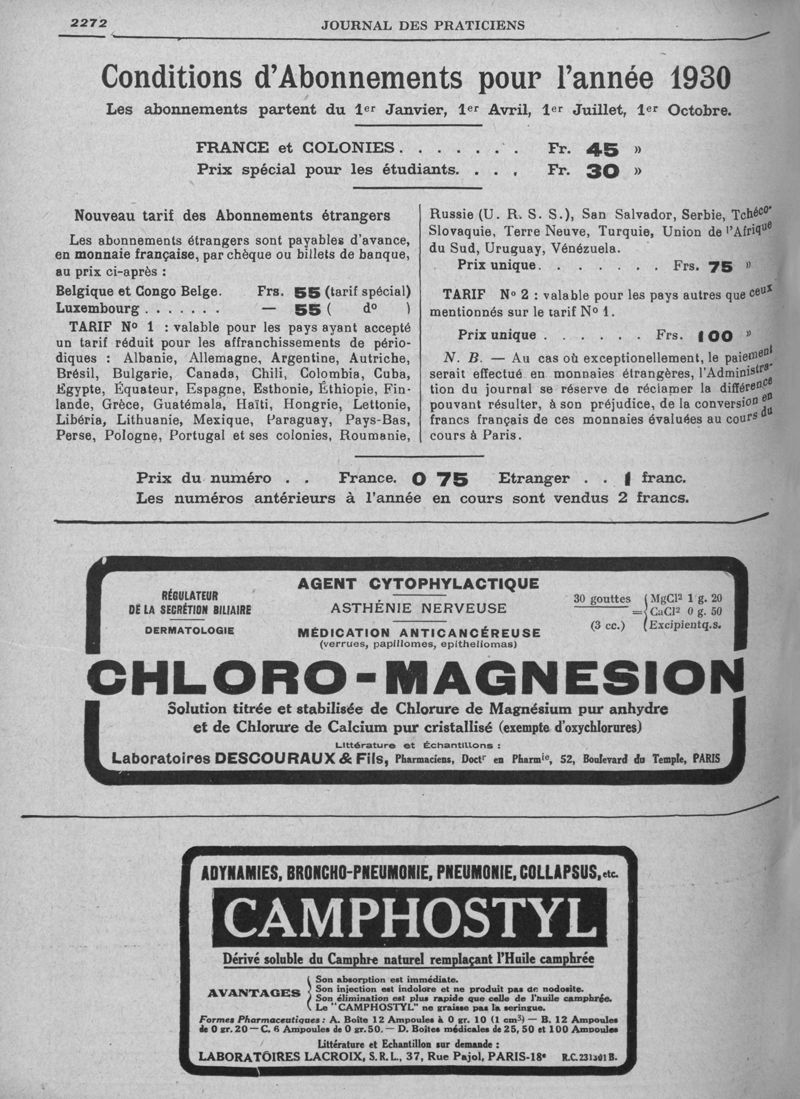 2272
JOURNAL DES PRATICIENS
Conditions d'Abonnements pour l'année 1930
Les abonnements partent du 1er Janvier, 1er Avril, 1er Juillet, 1er Octobre.
FRANCE et COLONIES. . . . . . . Fr. 45 »
Prix spécial pour les étudiants. . . . Fr. 30 »
Nouveau tarif des Abonnements étrangers
Les abonnements étrangers sont payables d'avance,
en monnaie française, par chèque ou billets de banque,
au prix ci-après :
Belgique et Congo Belge. Frs. 55 (tarif spécial)
Luxembourg . . . . . . . — 55 ( do )
TARIF No 1 : valable pour les pays ayant accepté
un tarif réduit pour les affranchissements de pério-
diques : Albanie, Allemagne, Argentine, Autriche,
Brésil, Bulgarie, Canada, Chili, Colombia, Cuba,
Egypte, Équateur, Espagne, Esthonie, Éthiopie, Fin-
lande, Grèce, Guatémala, Haïti, Hongrie, Lettonie,
Libéria, Lithuanie, Mexique, Paraguay, Pays-Bas,
Perse, Pologne, Portugal et ses colonies, Roumanie,
Russie (U. R. S. S.), San Salvador, Serbie, Tchéco-
Slovaquie, Terre Neuve, Turquie, Union de l'Afrique
du Sud, Uruguay, Vénézuela.
Prix unique. . . . . . . . Frs. 75 »
TARIF No 2 : valable pour les pays autres que ceux
mentionnés sur le tarif No 1.
Prix unique . . . . . . Frs. 100 »
N. B. — Au cas où exceptionellement, le paiement
serait effectué en monnaies étrangères, l'Administra-
tion du journal se réserve de réclamer la différence
pouvant résulter, à son préjudice, de la conversion en
francs français de ces monnaies évaluées au cours du
cours à Paris.
Prix du numéro . . France. 0 75 Etranger . . 1 franc.
Les numéros antérieurs à l'année en cours sont vendus 2 francs.
RÉGULATEUR
DE LA SECRÉTION BILIAIRE
DERMATOLOGIE
AGENT CYTOPHYLACTIQUE
ASTHÉNIE NERVEUSE
MÉDICATION ANTICANCÉREUSE
(verrues, papillomes, epitheliomas)
30 gouttes (MgCl2 1 g. 20
={CaCl2 0 g. 50
(3 cc.) (Excipient q.s.
CHLORO-MAGNESION
Solution titrée et stabilisée de Chlorure de Magnésium pur anhydre
et de Chlorure de Calcium pur cristallisé (exempte d'oxychlorures)
Littérature et Échantillons :
Laboratoires DESCOURAUX & Fils, Pharmaciens, Doctr en Pharmie, 52, Boulevard du Temple, PARIS
ADYNAMIES, BRONCHO-PNEUMONIE, PNEUMONIE, COLLAPSUS, etc.
CAMPHOSTYL
Dérivé soluble du Camphre naturel remplaçant l'Huile camphrée
AVANTAGES
Son absorption est immédiate.
Son injection est indolore et ne produit pas de nodosite.
Son élimination est plus rapide que celle de l'huile camphrée.
Le "CAMPHOSTYL" ne graisse pas la seringue.
Formes Pharmaceutiques : A. Boîte 12 Ampoules à 0 gr. 10 (1 cm3) — B. 12 Ampoules
de 0 gr. 20 — C. 6 Ampoules de 0 gr. 50. — D. Boîtes médicales de 25, 50 et 100 Ampoules
Littérature et Echantillon sur demande :
LABORATOIRES LACROIX, S.R.L., 37, Rue Pajol, PARIS-18e R.C. 231.301 B.